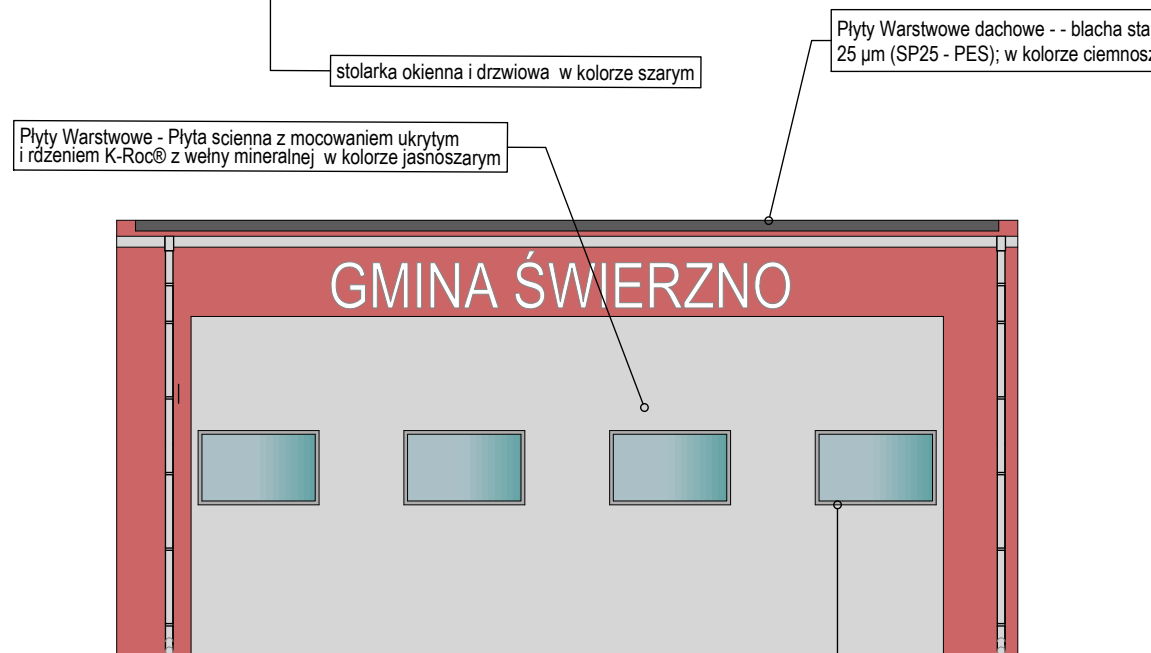 Płyty Warstwowe dachowe - - blacha sta
25 µm (SP25 - PES); w kolorze ciemnosz
stolarka okienna i drzwiowa w kolorze szarym
Płyty Warstwowe - Płyta scienna z mocowaniem ukrytym
i rdzeniem K-Roc® z wełny mineralnej w kolorze jasnoszarym
GMINA ŚWIERZNO